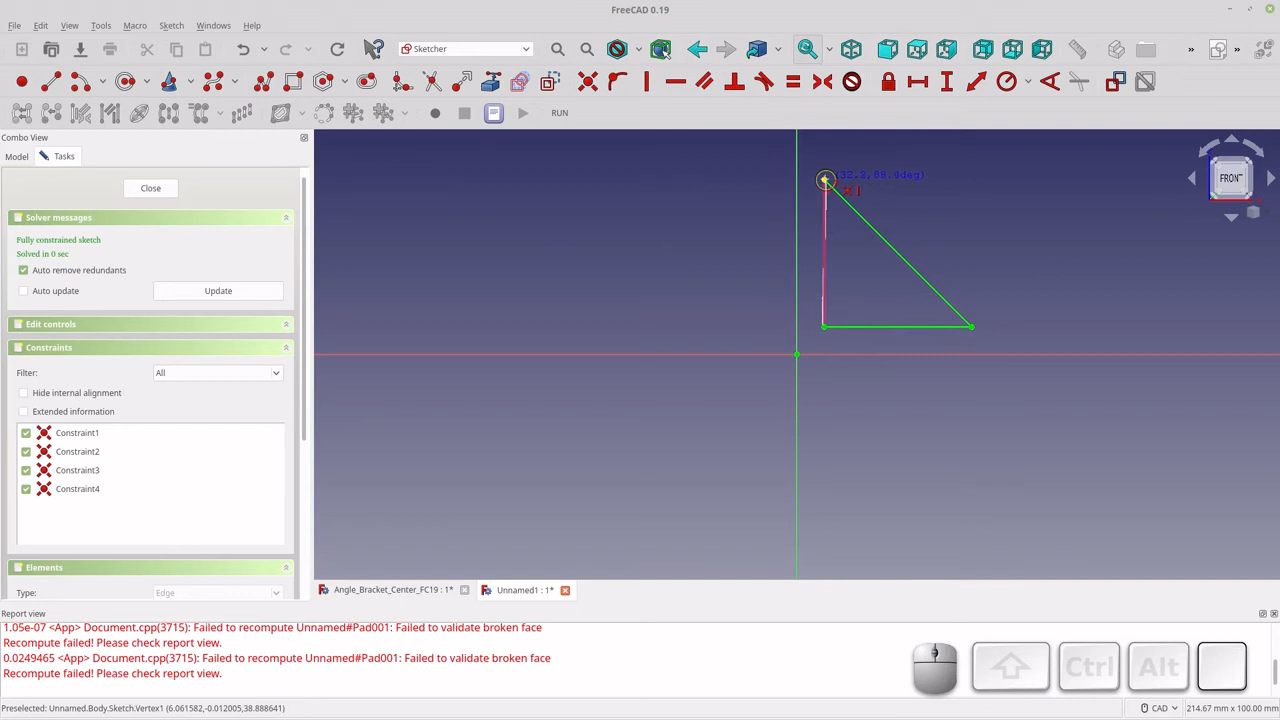 FreeCAD 0.19
File Edit View Tools Macro Sketch Windows Help
Sketcher
RUN
Combo View
Model Tasks
Close
Solver messages
Fully constrained sketch
Solved in 0 sec
Auto remove redundants
Auto update Update
Edit controls
Constraints
Filter: All
Hide internal alignment
Extended information
Constraint1
Constraint2
Constraint3
Constraint4
Elements
Type: Edge
(32.2,88.0deg)
FRONT
Angle_Bracket_Center_FC19 : 1* Unnamed1 : 1*
Report view
1.05e-07 <App> Document.cpp(3715): Failed to recompute Unnamed#Pad001: Failed to validate broken face
Recompute failed! Please check report view.
0.0249465 <App> Document.cpp(3715): Failed to recompute Unnamed#Pad001: Failed to validate broken face
Recompute failed! Please check report view.
Ctrl Alt
Preselected: Unnamed.Body.Sketch.Vertex1 (6.061582,-0.012005,38.888641) CAD 214.67 mm x 100.00 mm